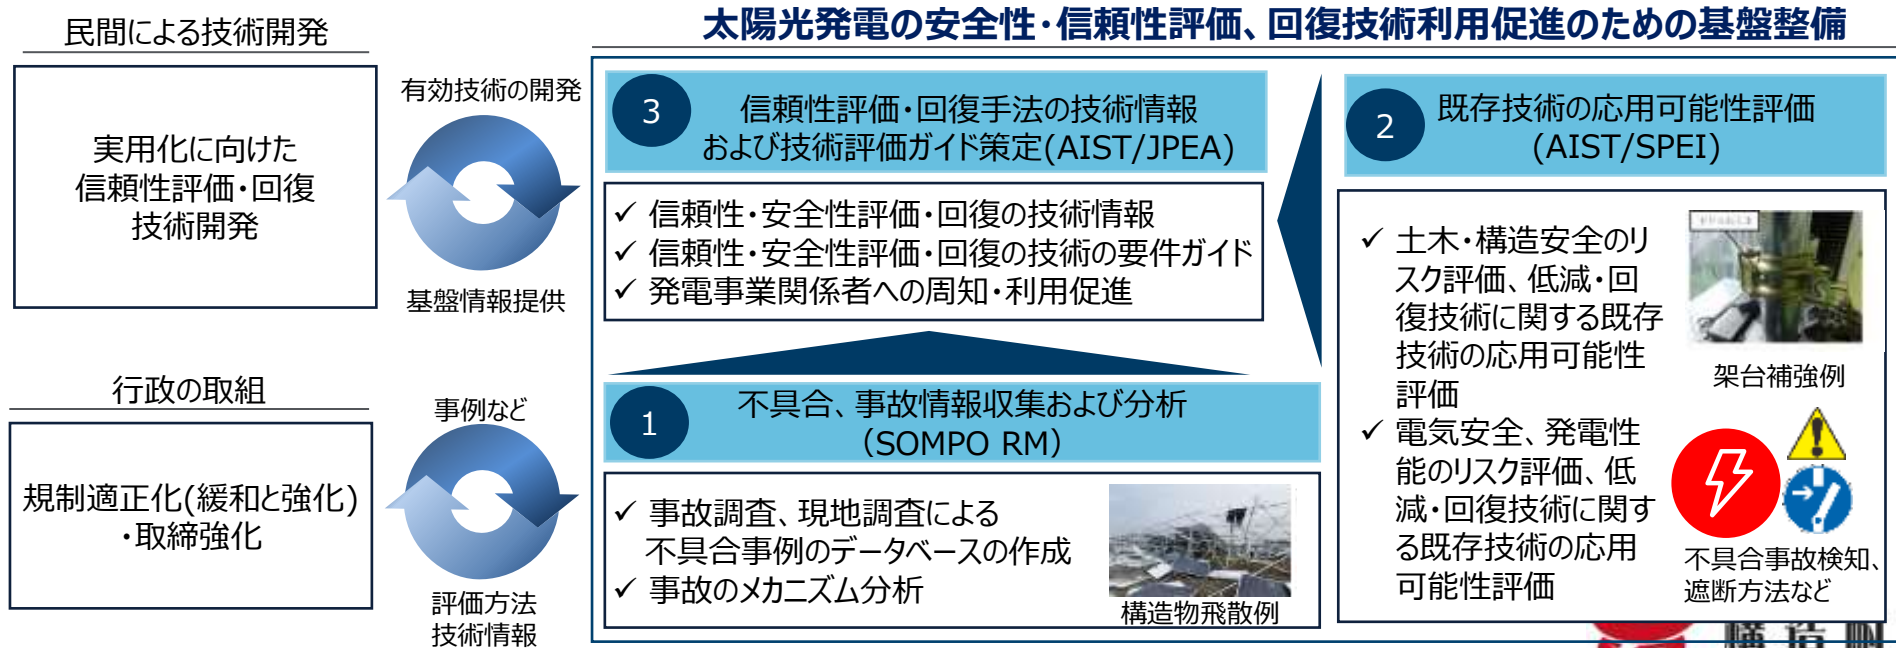 太陽光発電の安全性・信頼性評価、回復技術利用促進のための基盤整備
民間による技術開発
実用化に向けた
信頼性評価・回復
技術開発
有効技術の開発
基盤情報提供
行政の取組
規制適正化(緩和と強化)
・取締強化
事例など
評価方法
技術情報
3
信頼性評価・回復手法の技術情報
および技術評価ガイド策定(AIST/JPEA)
✓ 信頼性・安全性評価・回復の技術情報
✓ 信頼性・安全性評価・回復の技術の要件ガイド
✓ 発電事業関係者への周知・利用促進
1
不具合、事故情報収集および分析
（SOMPO RM）
✓ 事故調査、現地調査による
不具合事例のデータベースの作成
✓ 事故のメカニズム分析
構造物飛散例
2
既存技術の応用可能性評価
(AIST/SPEI)
✓ 土木・構造安全のリ
スク評価、低減・回
復技術に関する既存
技術の応用可能性
評価
✓ 電気安全、発電性
能のリスク評価、低
減・回復技術に関す
る既存技術の応用
可能性評価
架台補強例
不具合事故検知、
遮断方法など